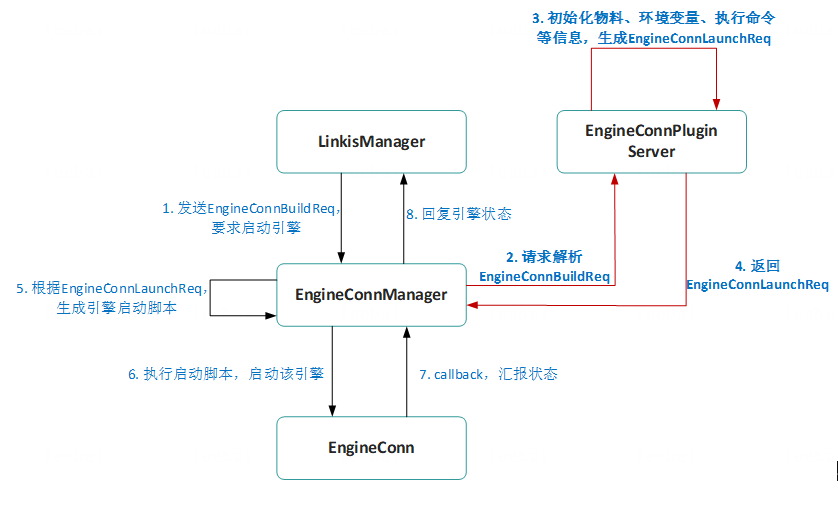 3. 初始化物料、环境变量、执行命令
等信息，生成EngineConnLaunchReq
LinkisManager
EngineConnPlugin
Server
1. 发送EngineConnBuildReq，
要求启动引擎
8. 回复引擎状态
2. 请求解析
EngineConnBuildReq
4. 返回
EngineConnLaunchReq
5. 根据EngineConnLaunchReq，
生成引擎启动脚本
EngineConnManager
6. 执行启动脚本，启动该引擎
7. callback，汇报状态
EngineConn